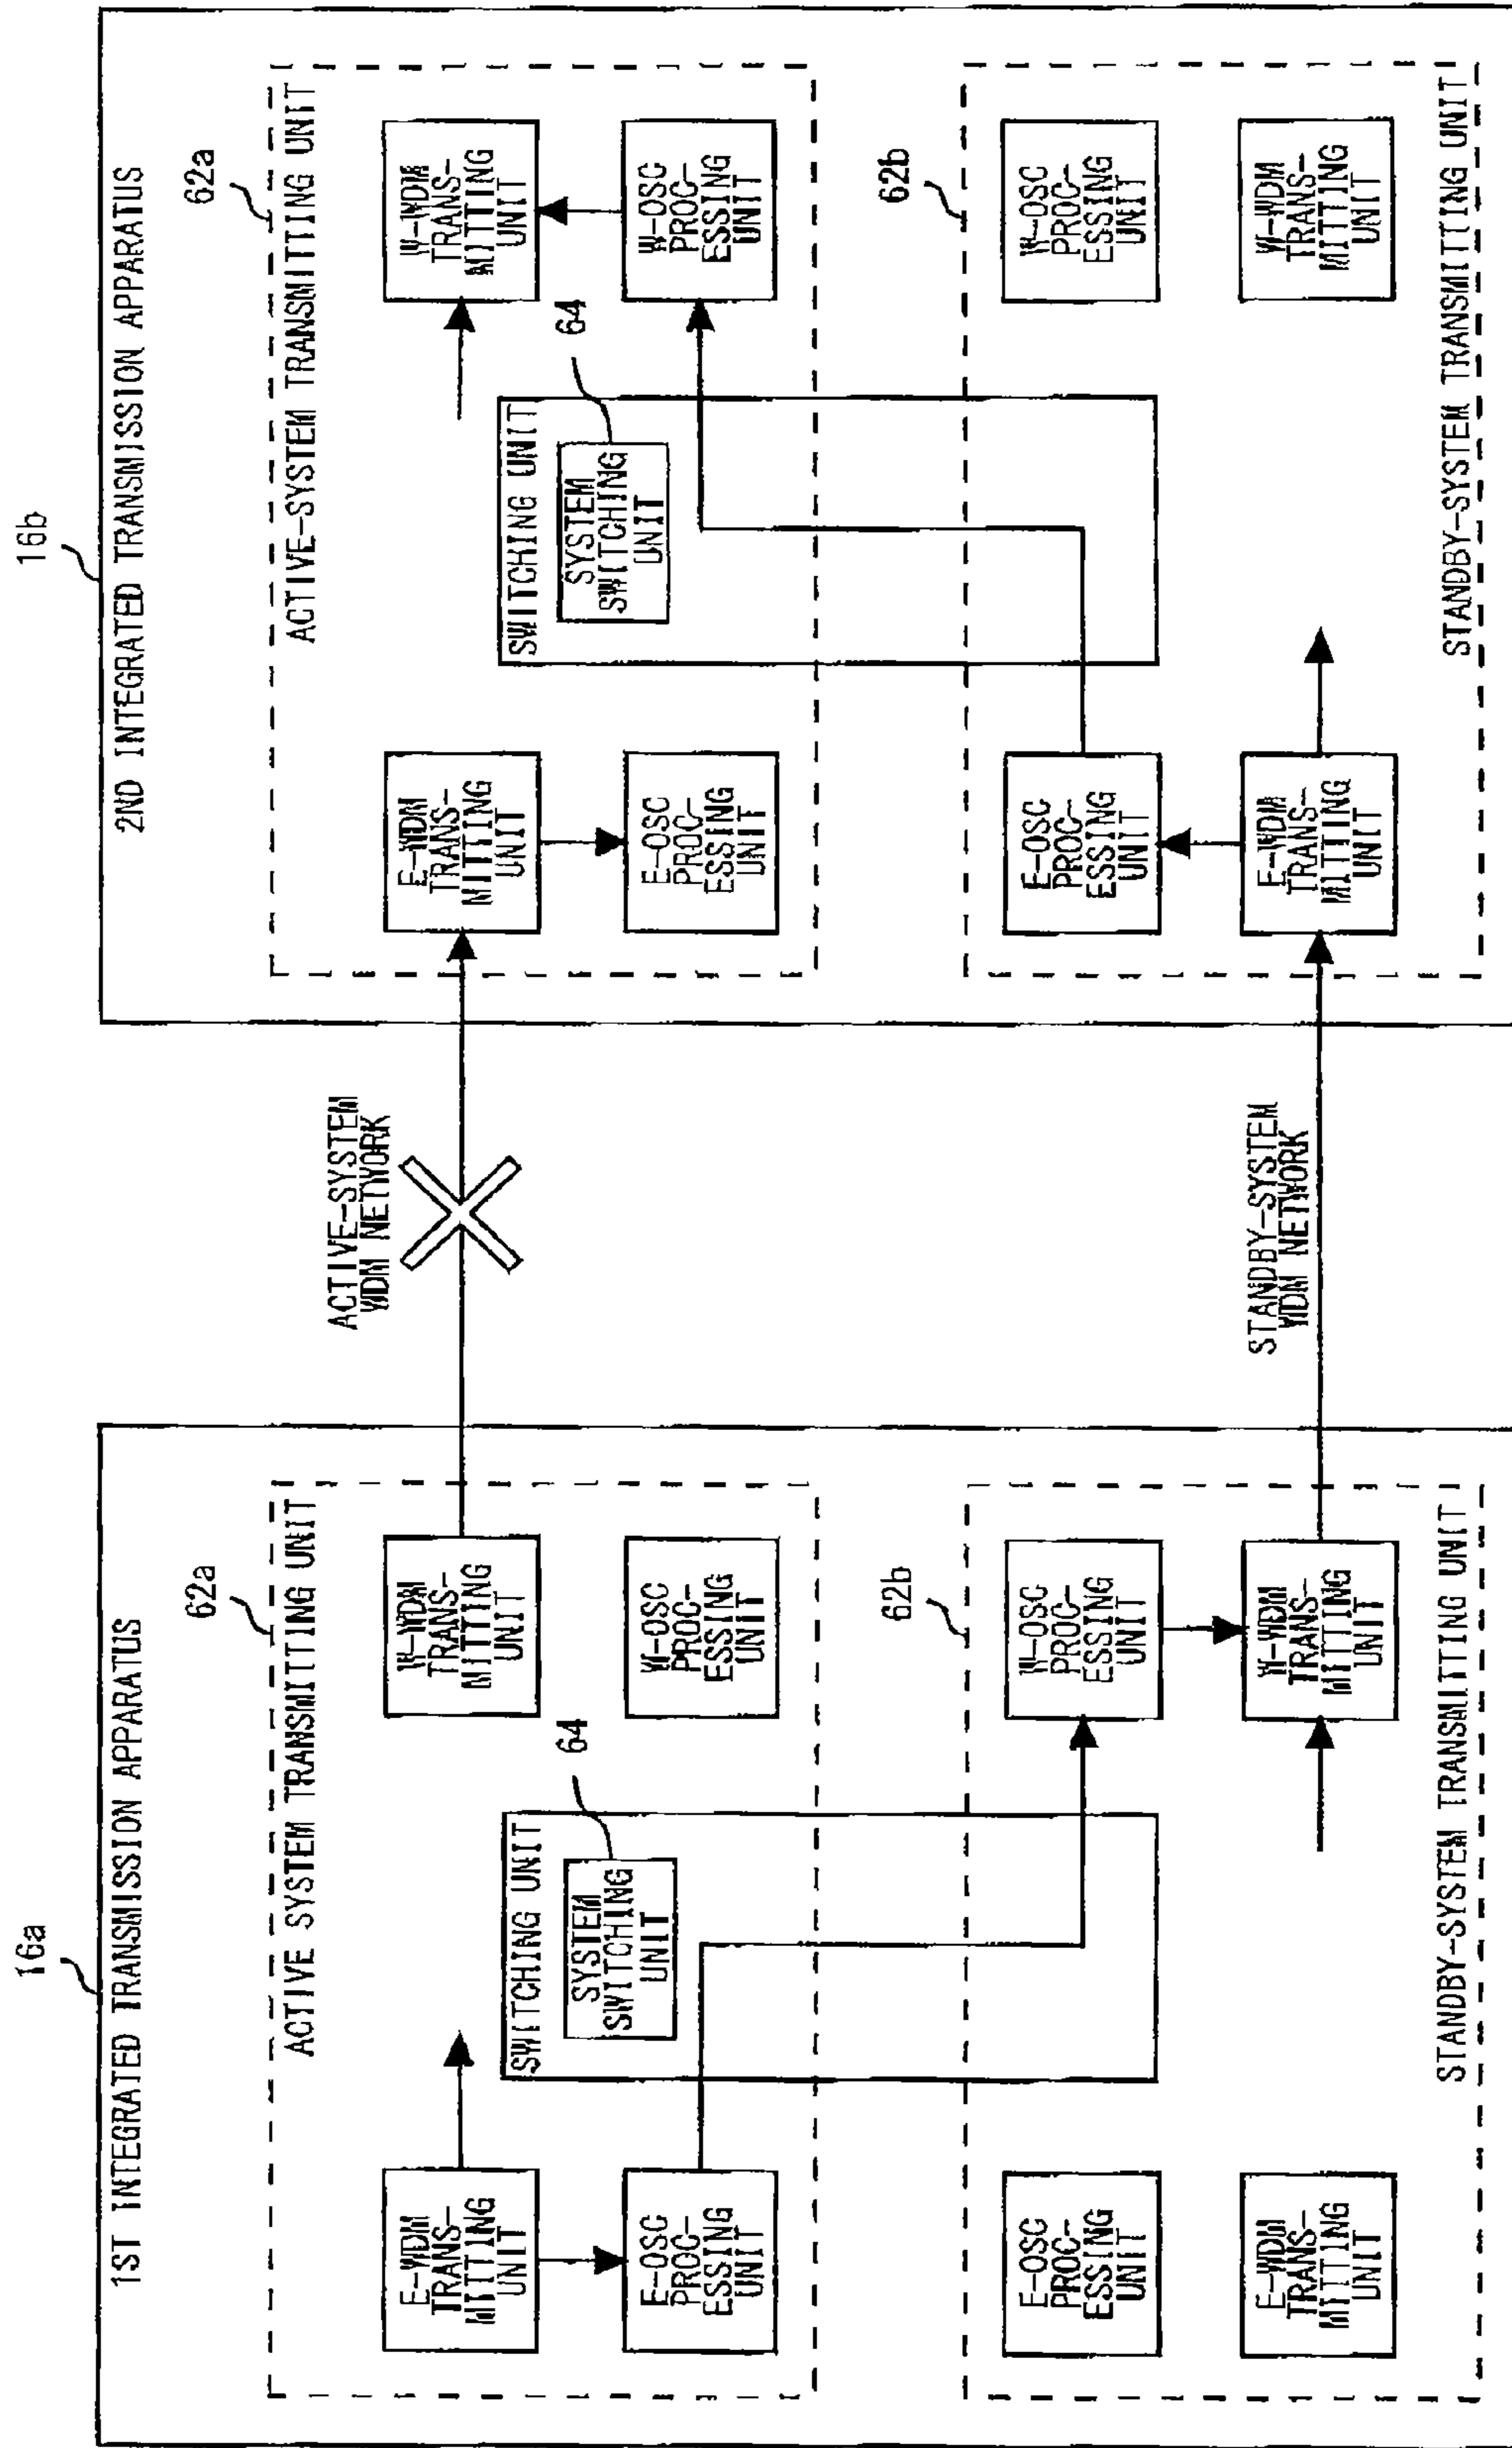 16a
1ST INTEGRATED TRANSMISSION APPARATUS
62a
ACTIVE SYSTEM TRANSMITTING UNIT
E-WDM
TRANS-
MITTING
UNIT
E-OSC
PROC-
ESSING
UNIT
SWITCHING UNIT
SYSTEM
SWITCHING
UNIT
64
W-WDM
TRANS-
MITTING
UNIT
W-OSC
PROC-
ESSING
UNIT
62b
E-OSC
PROC-
ESSING
UNIT
E-WDM
TRANS-
MITTING
UNIT
W-OSC
PROC-
ESSING
UNIT
W-WDM
TRANS-
MITTING
UNIT
STANDBY-SYSTEM TRANSMITTING UNIT
ACTIVE-SYSTEM
WDM NETWORK
STANDBY-SYSTEM
WDM NETWORK
16b
2ND INTEGRATED TRANSMISSION APPARATUS
62a
ACTIVE-SYSTEM TRANSMITTING UNIT
E-WDM
TRANS-
MITTING
UNIT
E-OSC
PROC-
ESSING
UNIT
SWITCHING UNIT
SYSTEM
SWITCHING
UNIT
64
W-WDM
TRANS-
MITTING
UNIT
W-OSC
PROC-
ESSING
UNIT
62b
E-OSC
PROC-
ESSING
UNIT
E-WDM
TRANS-
MITTING
UNIT
W-OSC
PROC-
ESSING
UNIT
W-WDM
TRANS-
MITTING
UNIT
STANDBY-SYSTEM TRANSMITTING UNIT